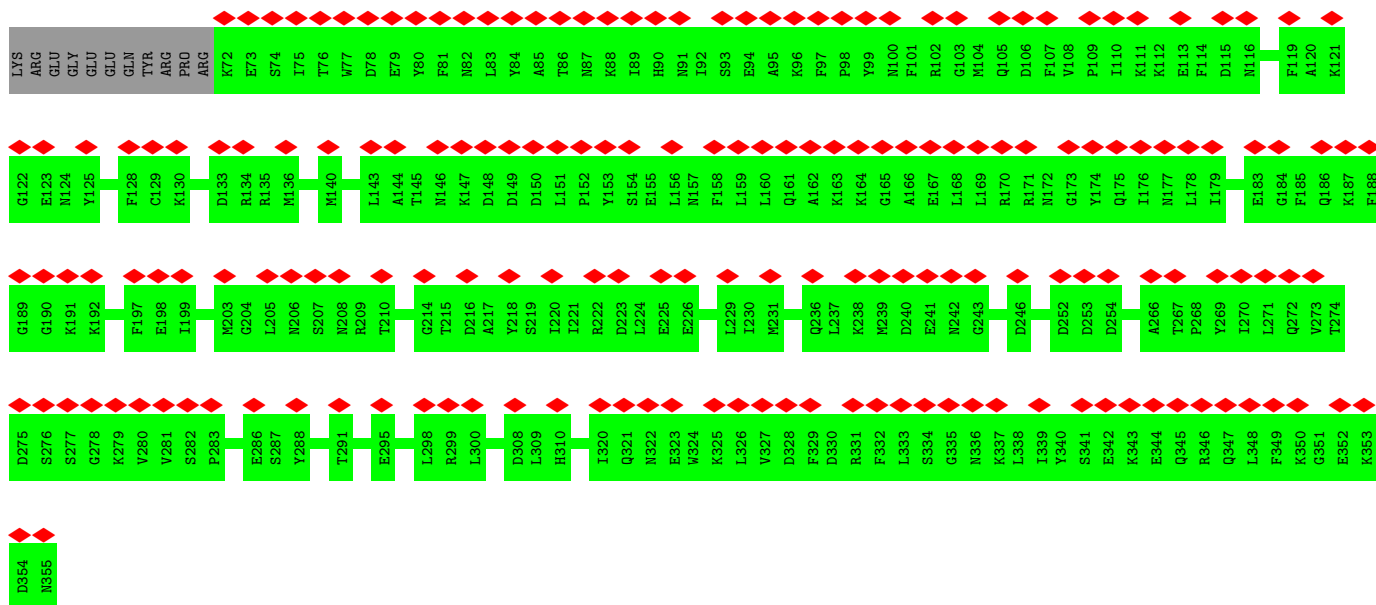 LYS ARG GLU GLY GLU GLU GLN TYR ARG PRO ARG K72 E73 S74 I75 T76 W77 D78 E79 Y80 F81 N82 L83 Y84 A85 T86 N87 K88 I89 H90 N91 I92 S93 E94 A95 K96 F97 P98 Y99 N100 F101 R102 G103 M104 Q105 D106 F107 V108 P109 I110 K111 K112 E113 F114 D115 N116 F119 A120 K121
G122 E123 N124 Y125 F128 C129 K130 D133 R134 R135 M136 M140 L143 A144 T145 N146 K147 D148 D149 D150 L151 P152 Y153 S154 E155 L156 N157 F158 L159 L160 Q161 A162 K163 K164 G165 A166 E167 L168 L169 R170 R171 N172 G173 Y174 Q175 I176 N177 L178 I179 E183 G184 F185 Q186 K187 F188
G189 G190 K191 K192 F197 E198 I199 M203 G204 L205 N206 S207 N208 R209 T210 G214 T215 D216 A217 Y218 S219 I220 I221 R222 D223 L224 E225 E226 L229 I230 M231 Q236 L237 K238 M239 D240 E241 N242 G243 D246 D252 D253 D254 A266 T267 P268 Y269 I270 L271 Q272 V273 T274
D275 S276 S277 G278 K279 V280 V281 S282 P283 E286 S287 Y288 T291 E295 L298 R299 L300 D308 L309 H310 I320 Q321 N322 E323 W324 K325 L326 V327 D328 F329 D330 R331 F332 L333 S334 G335 N336 K337 L338 I339 Y340 S341 E342 K343 E344 Q345 R346 Q347 L348 F349 K350 G351 E352 K353
D354 N355